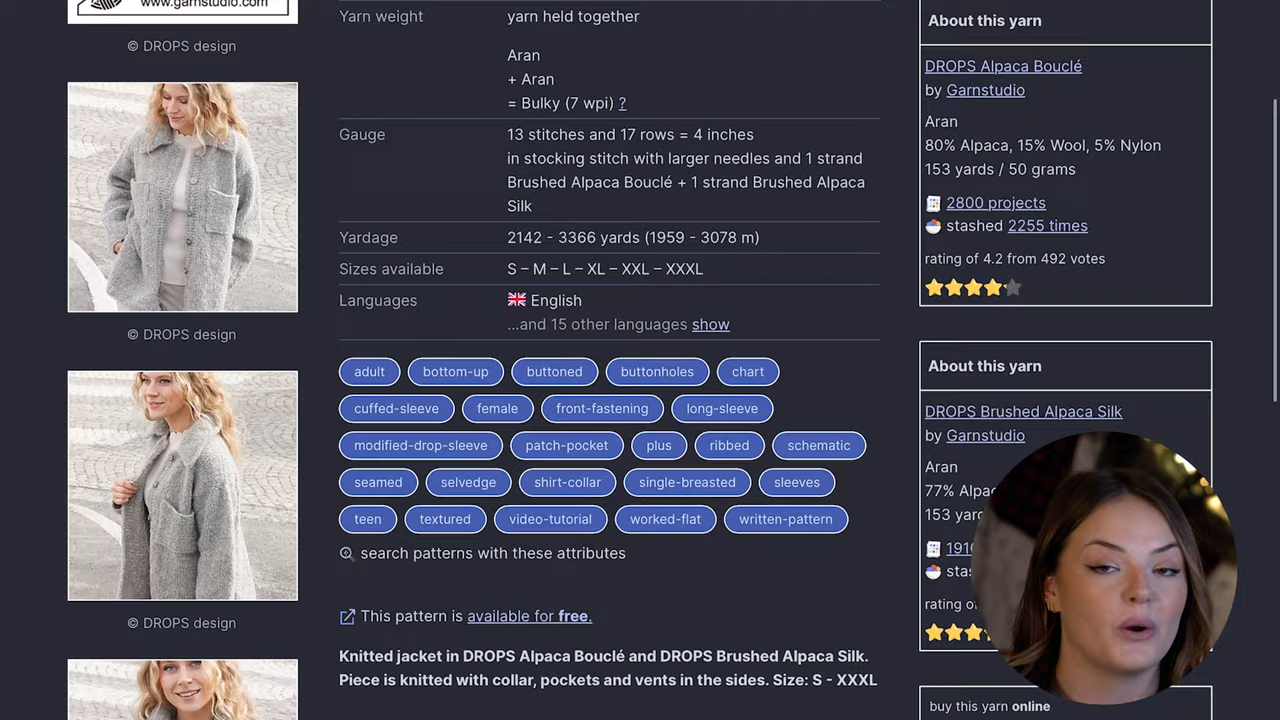 www.garnstudio.com
© DROPS design
© DROPS design
© DROPS design
Yarn weight
yarn held together
Aran
+ Aran
= Bulky (7 wpi) ?
Gauge
13 stitches and 17 rows = 4 inches
in stocking stitch with larger needles and 1 strand
Brushed Alpaca Bouclé + 1 strand Brushed Alpaca
Silk
Yardage
2142 - 3366 yards (1959 - 3078 m)
Sizes available
S – M – L – XL – XXL – XXXL
Languages
English
...and 15 other languages show
adult bottom-up buttoned buttonholes chart
cuffed-sleeve female front-fastening long-sleeve
modified-drop-sleeve patch-pocket plus ribbed schematic
seamed selvedge shirt-collar single-breasted sleeves
teen textured video-tutorial worked-flat written-pattern
search patterns with these attributes
This pattern is available for free.
Knitted jacket in DROPS Alpaca Bouclé and DROPS Brushed Alpaca Silk.
Piece is knitted with collar, pockets and vents in the sides. Size: S - XXXL
About this yarn
DROPS Alpaca Bouclé
by Garnstudio
Aran
80% Alpaca, 15% Wool, 5% Nylon
153 yards / 50 grams
2800 projects
stashed 2255 times
rating of 4.2 from 492 votes
About this yarn
DROPS Brushed Alpaca Silk
by Garnstudio
Aran
77%
153
rating
buy this yarn online